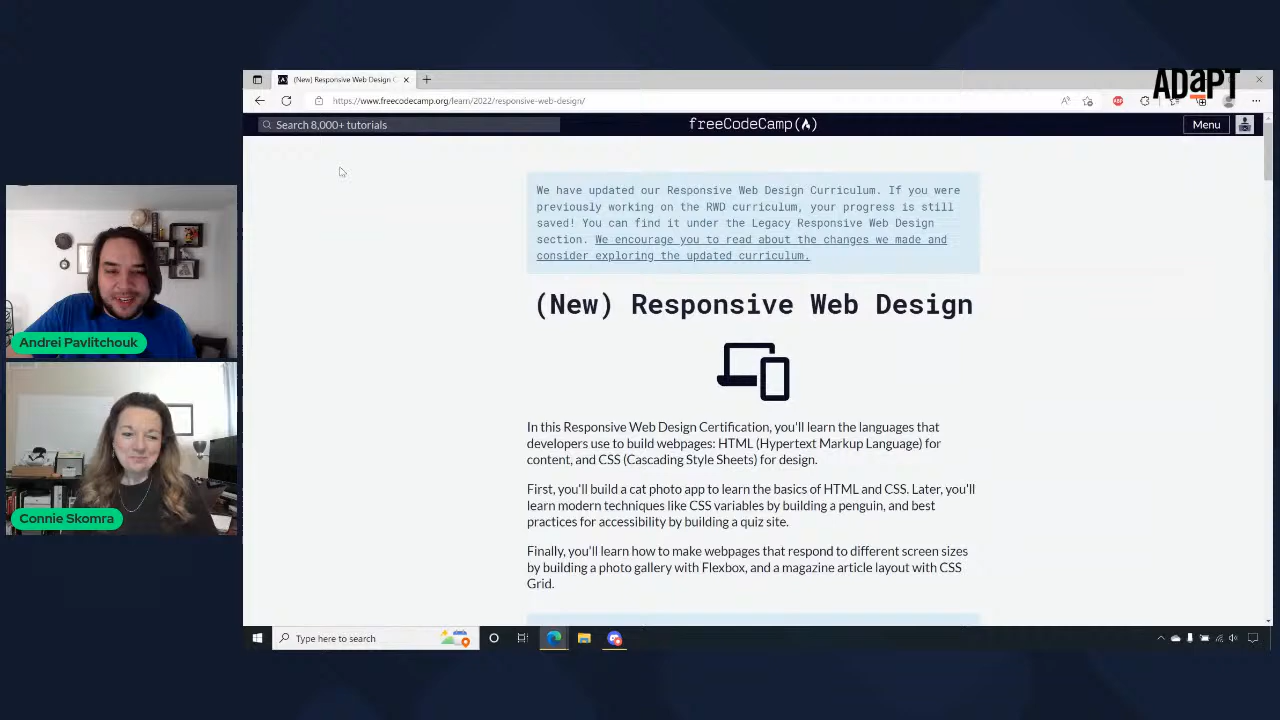 ADaPT
(New) Responsive Web Design C
https://www.freecodecamp.org/learn/2022/responsive-web-design/
Search 8,000+ tutorials
freeCodeCamp
Menu
We have updated our Responsive Web Design Curriculum. If you were
previously working on the RWD curriculum, your progress is still
saved! You can find it under the Legacy Responsive Web Design
section. We encourage you to read about the changes we made and
consider exploring the updated curriculum.
(New) Responsive Web Design
In this Responsive Web Design Certification, you'll learn the languages that
developers use to build webpages: HTML (Hypertext Markup Language) for
content, and CSS (Cascading Style Sheets) for design.
First, you'll build a cat photo app to learn the basics of HTML and CSS. Later, you'll
learn modern techniques like CSS variables by building a penguin, and best
practices for accessibility by building a quiz site.
Finally, you'll learn how to make webpages that respond to different screen sizes
by building a photo gallery with Flexbox, and a magazine article layout with CSS
Grid.
Andrei Pavlitchouk
Connie Skomra
Type here to search